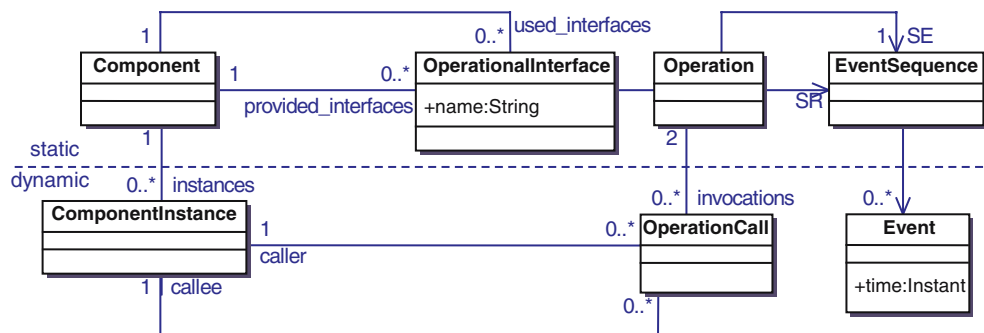 1
0..*
used_interfaces
1
SE
Component
1
0..*
provided_interfaces
OperationalInterface
+name:String
Operation
SR
EventSequence
1
2
static
dynamic
0..*
instances
0..*
invocations
0..*
ComponentInstance
1
caller
0..*
OperationCall
Event
+time:Instant
1
callee
0..*